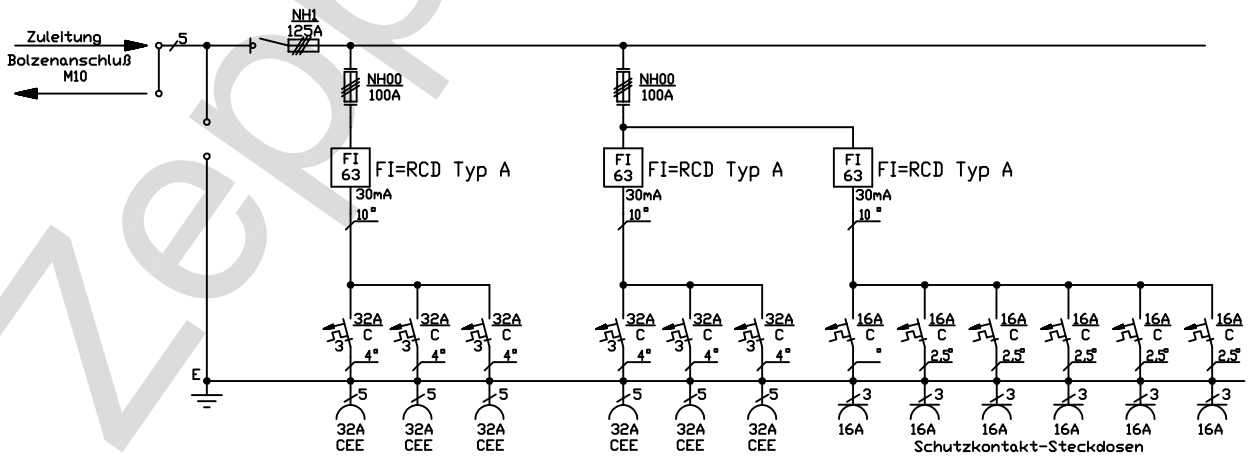 Zepp
NH1
125A
Zuleitung
5
Bolzenanschluß
M10
NH00
100A
NH00
100A
FI
63
FI=RCD Typ A
FI
63
FI=RCD Typ A
FI
63
FI=RCD Typ A
30mA
30mA
30mA
10°
10°
10°
32A 32A 32A 32A 32A 32A 16A 16A 16A 16A 16A 16A
C C C C C C C C C C C C
3 3 3 3 3 3
4° 4° 4° 4° 4° 4° ° 2.5° 2.5° 2.5° 2.5° 2.5°
E
5 5 5 5 5 5 3 3 3 3 3 3
32A 32A 32A 32A 32A 32A 16A 16A 16A 16A 16A 16A
CEE CEE CEE CEE CEE CEE
Schutzkontakt-Steckdosen